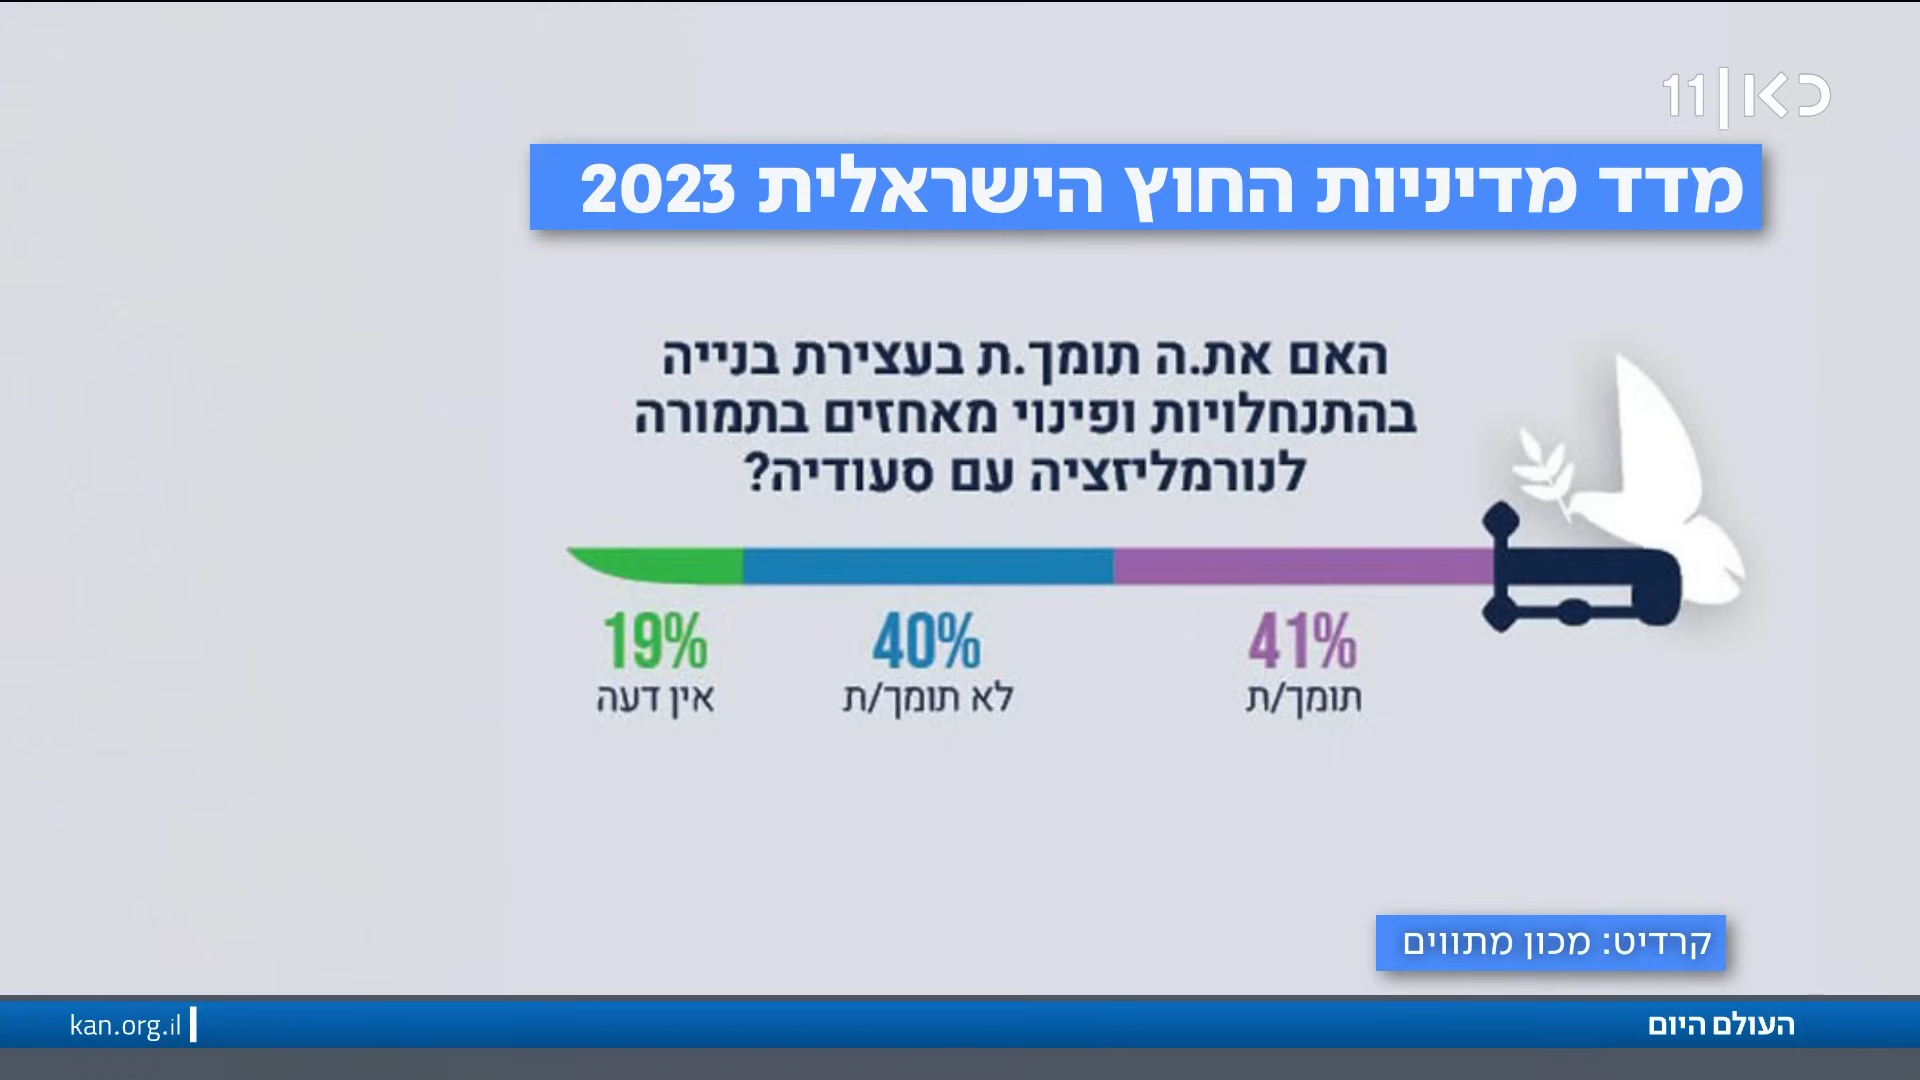 כאן 11
מדד מדיניות החוץ הישראלית 2023
האם את.ה תומך.ת בעצירת בנייה
בהתנחלויות ופינוי מאחזים בתמורה
לנורמליזציה עם סעודיה?
41%
תומך/ת
40%
לא תומך/ת
19%
אין דעה
קרדיט: מכון מתווים
העולם היום
kan.org.il